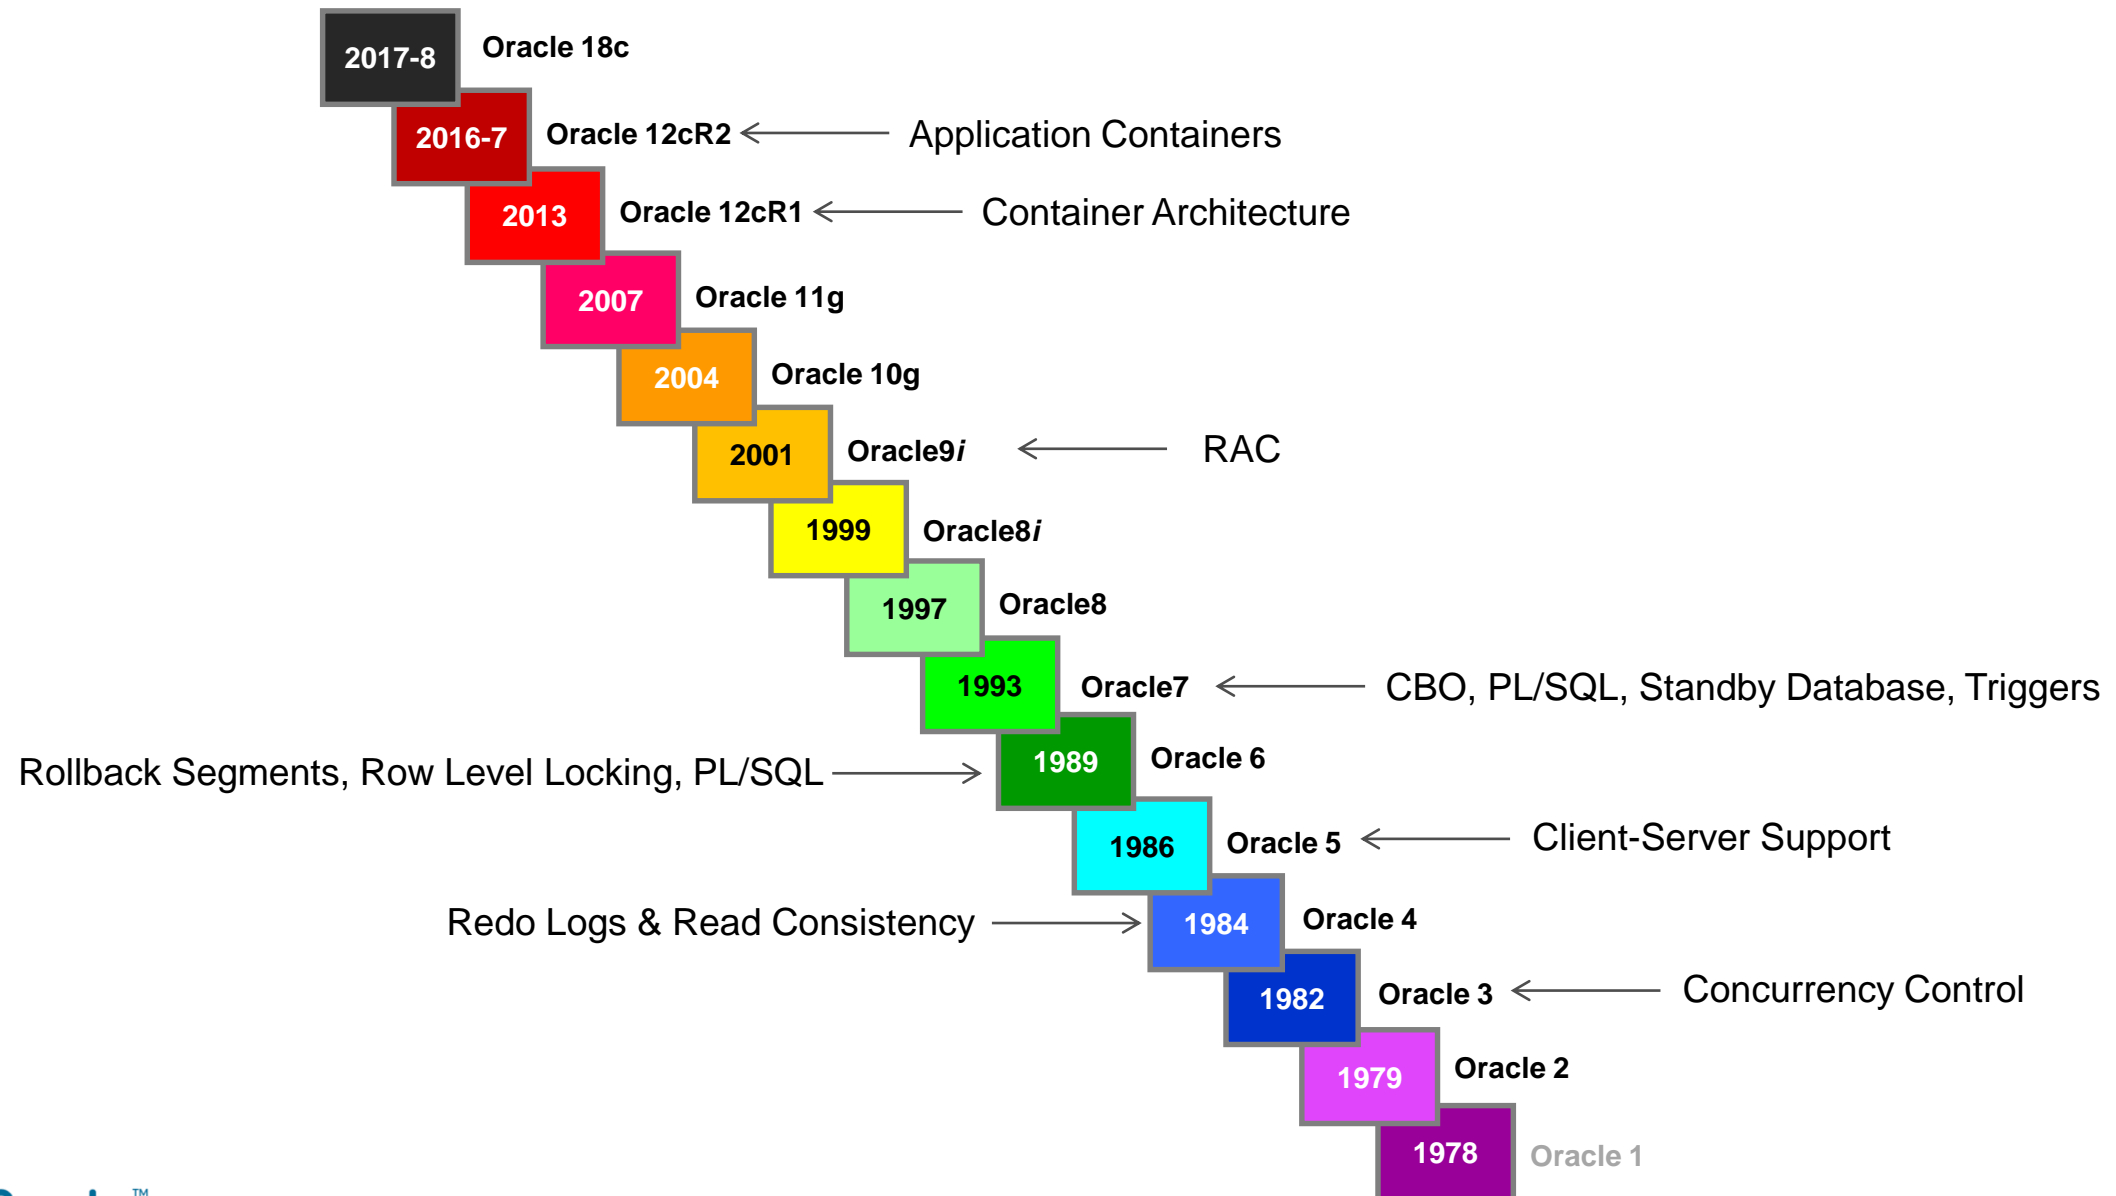 2017-8 Oracle 18c
2016-7 Oracle 12cR2 Application Containers
2013 Oracle 12cR1 Container Architecture
2007 Oracle 11g
2004 Oracle 10g
2001 Oracle9i RAC
1999 Oracle8i
1997 Oracle8
1993 Oracle7 CBO, PL/SQL, Standby Database, Triggers
Rollback Segments, Row Level Locking, PL/SQL 1989 Oracle 6
1986 Oracle 5 Client-Server Support
Redo Logs & Read Consistency 1984 Oracle 4
1982 Oracle 3 Concurrency Control
1979 Oracle 2
1978 Oracle 1
TM